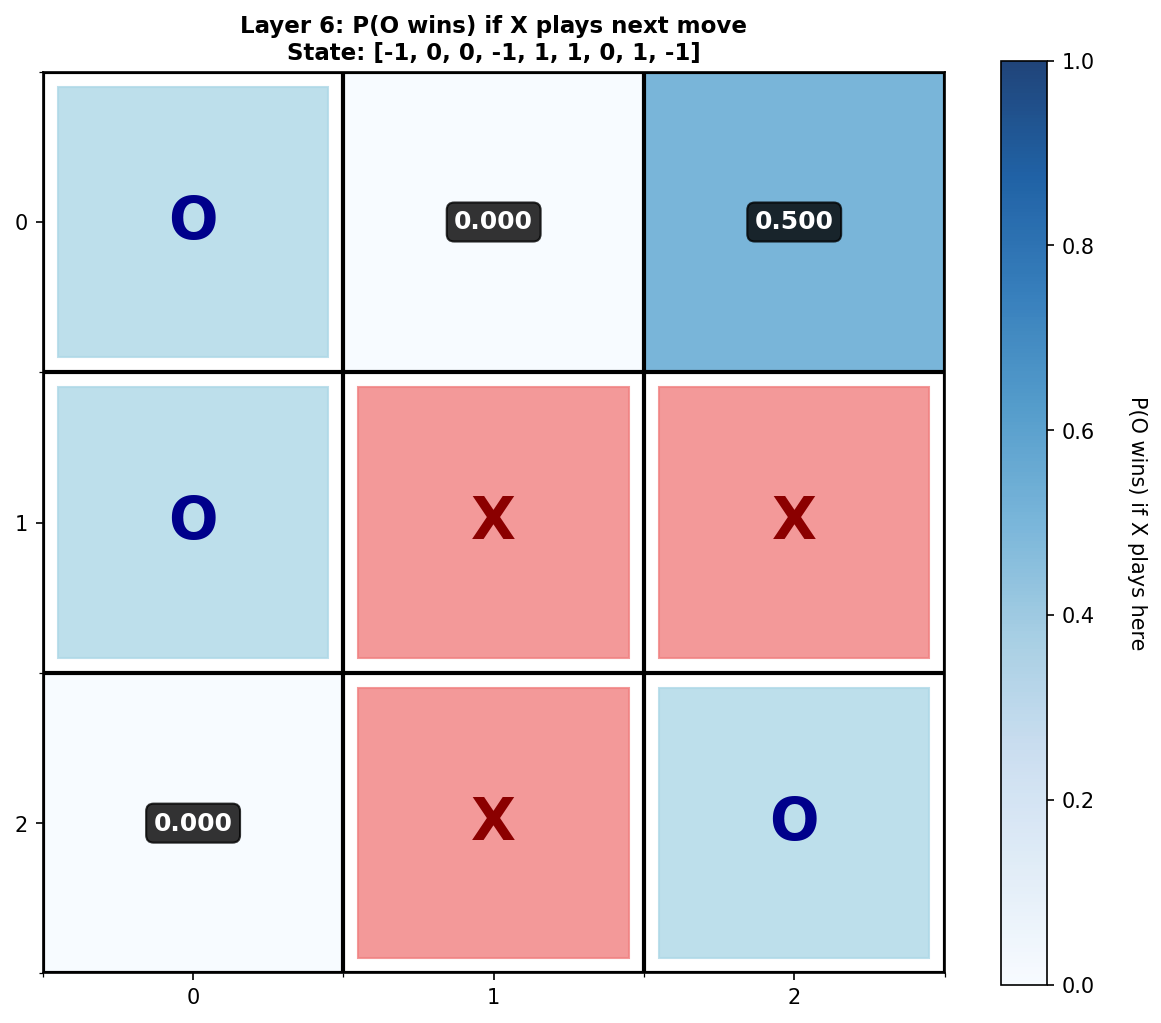 Layer 6: P(O wins) if X plays next move
State: [-1, 0, 0, -1, 1, 1, 0, 1, -1]
0
O
0.000
0.500
1
O
X
X
2
0.000
X
O
0
1
2
1.0
0.8
0.6
0.4
0.2
0.0
P(O wins) if X plays here